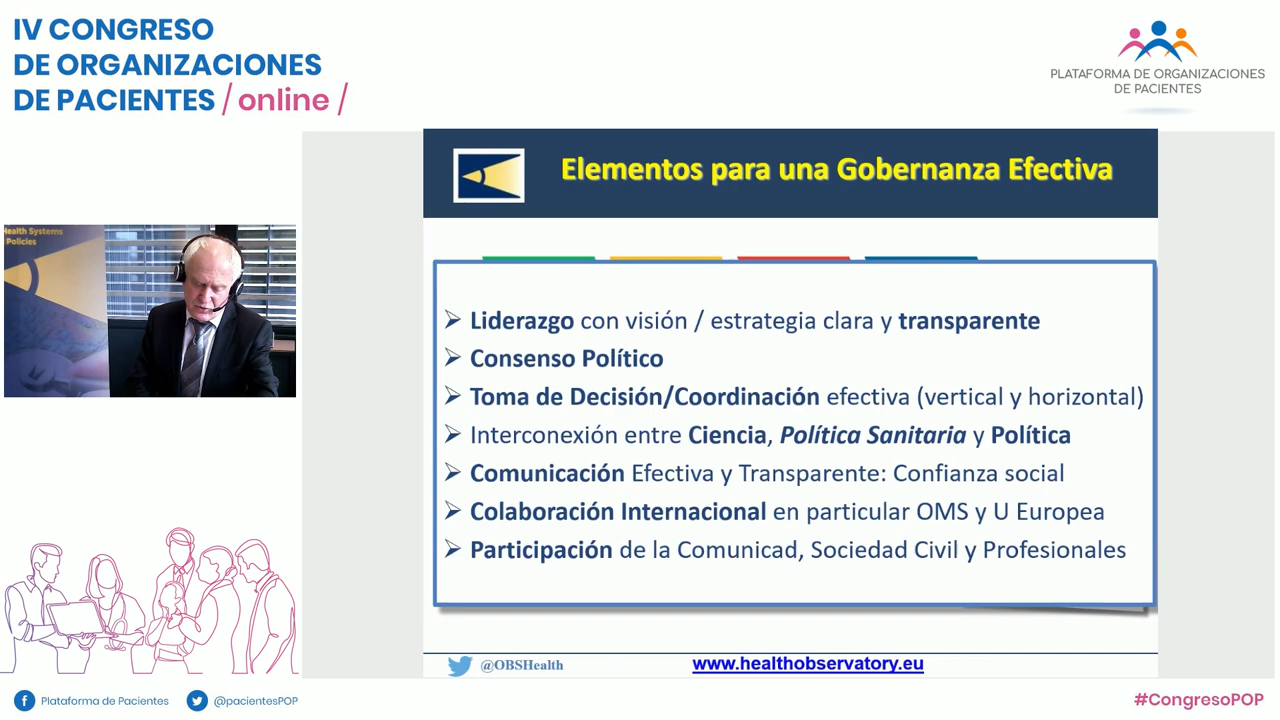 IV CONGRESO
DE ORGANIZACIONES
DE PACIENTES / online /
PLATAFORMA DE ORGANIZACIONES
DE PACIENTES
Elementos para una Gobernanza Efectiva
Health Systems
Policies
➢ Liderazgo con visión / estrategia clara y transparente
➢ Consenso Político
➢ Toma de Decisión/Coordinación efectiva (vertical y horizontal)
➢ Interconexión entre Ciencia, Política Sanitaria y Política
➢ Comunicación Efectiva y Transparente: Confianza social
➢ Colaboración Internacional en particular OMS y U Europea
➢ Participación de la Comunicad, Sociedad Civil y Profesionales
@OBSHealth
www.healthobservatory.eu
Plataforma de Pacientes
@pacientesPOP
#CongresoPOP